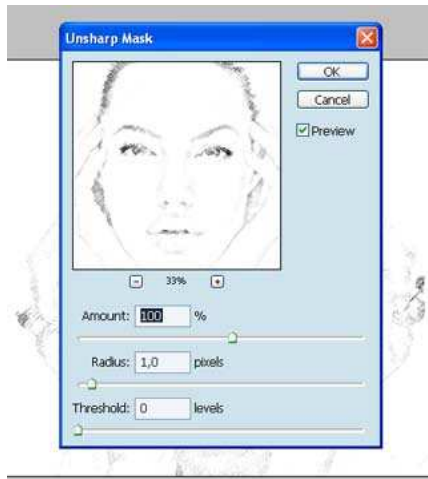 Unsharp Mask
OK
Cancel
Preview
33%
Amount: 100 %
Radius: 1,0 pixels
Threshold: 0 levels